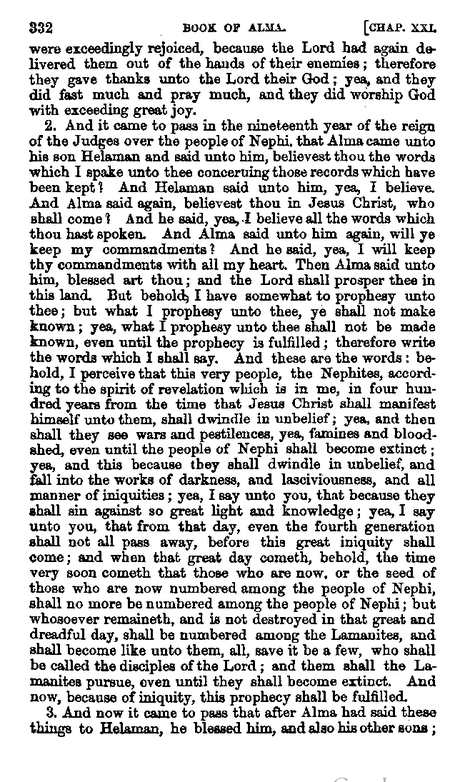 332 BOOK OF ALMA. [CHAP. XXI.
were exceedingly rejoiced, because the Lord had again de-
livered them out of the hands of their enemies; therefore
they gave thanks unto the Lord their God; yea, and they
did fast much and pray much, and they did worship God
with exceeding great joy.
2. And it came to pass in the nineteenth year of the reign
of the Judges over the people of Nephi, that Alma came unto
his son Helaman and said unto him, believest thou the words
which I spake unto thee concerning those records which have
been kept? And Helaman said unto him, yea, I believe.
And Alma said again, believest thou in Jesus Christ, who
shall come? And he said, yea, I believe all the words which
thou hast spoken. And Alma said unto him again, will ye
keep my commandments? And he said, yea, I will keep
thy commandments with all my heart. Then Alma said unto
him, blessed art thou; and the Lord shall prosper thee in
this land. But behold, I have somewhat to prophesy unto
thee; but what I prophesy unto thee, ye shall not make
known; yea, what I prophesy unto thee shall not be made
known, even until the prophecy is fulfilled; therefore write
the words which I shall say. And these are the words: be-
hold, I perceive that this very people, the Nephites, accord-
ing to the spirit of revelation which is in me, in four hun-
dred years from the time that Jesus Christ shall manifest
himself unto them, shall dwindle in unbelief; yea, and then
shall they see wars and pestilences, yea, famines and blood-
shed, even until the people of Nephi shall become extinct;
yea, and this because they shall dwindle in unbelief, and
fall into the works of darkness, and lasciviousness, and all
manner of iniquities; yea, I say unto you, that because they
shall sin against so great light and knowledge; yea, I say
unto you, that from that day, even the fourth generation
shall not all pass away, before this great iniquity shall
come; and when that great day cometh, behold, the time
very soon cometh that those who are now, or the seed of
those who are now numbered among the people of Nephi,
shall no more be numbered among the people of Nephi; but
whosoever remaineth, and is not destroyed in that great and
dreadful day, shall be numbered among the Lamanites, and
shall become like unto them, all, save it be a few, who shall
be called the disciples of the Lord; and them shall the La-
manites pursue, even until they shall become extinct. And
now, because of iniquity, this prophecy shall be fulfilled.
3. And now it came to pass that after Alma had said these
things to Helaman, he blessed him, and also his other sons;